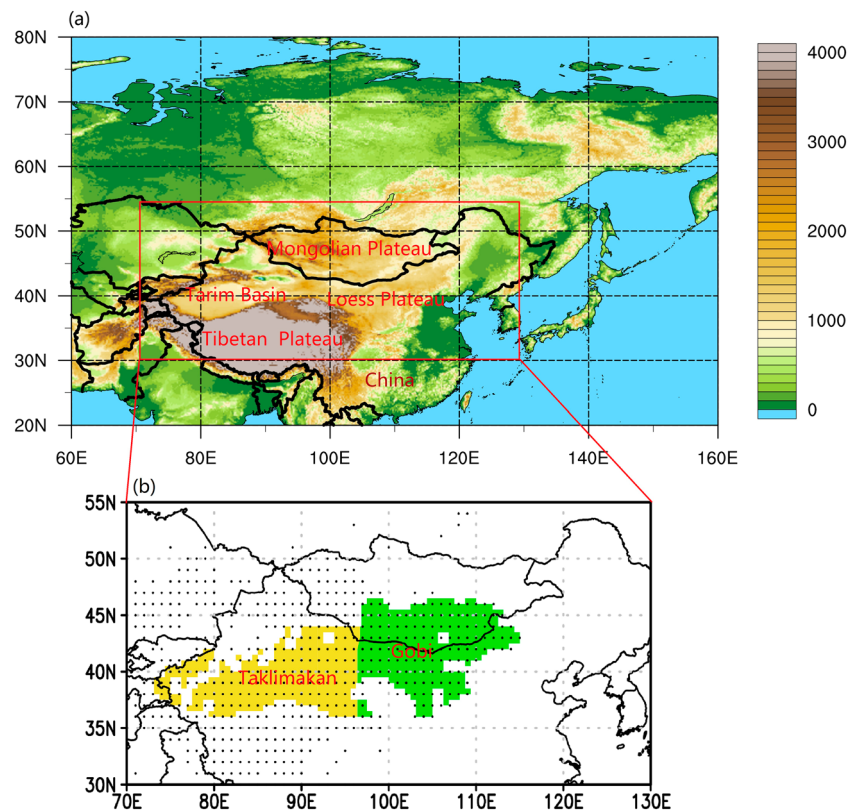 (a)
80N
70N
60N
50N
40N
30N
20N
60E 80E 100E 120E 140E 160E
4000
3000
2000
1000
0
Mongolian Plateau
Tarim Basin
Loess Plateau
Tibetan Plateau
China
(b)
55N
50N
45N
40N
35N
30N
70E 80E 90E 100E 110E 120E 130E
Gobi
Taklimakan